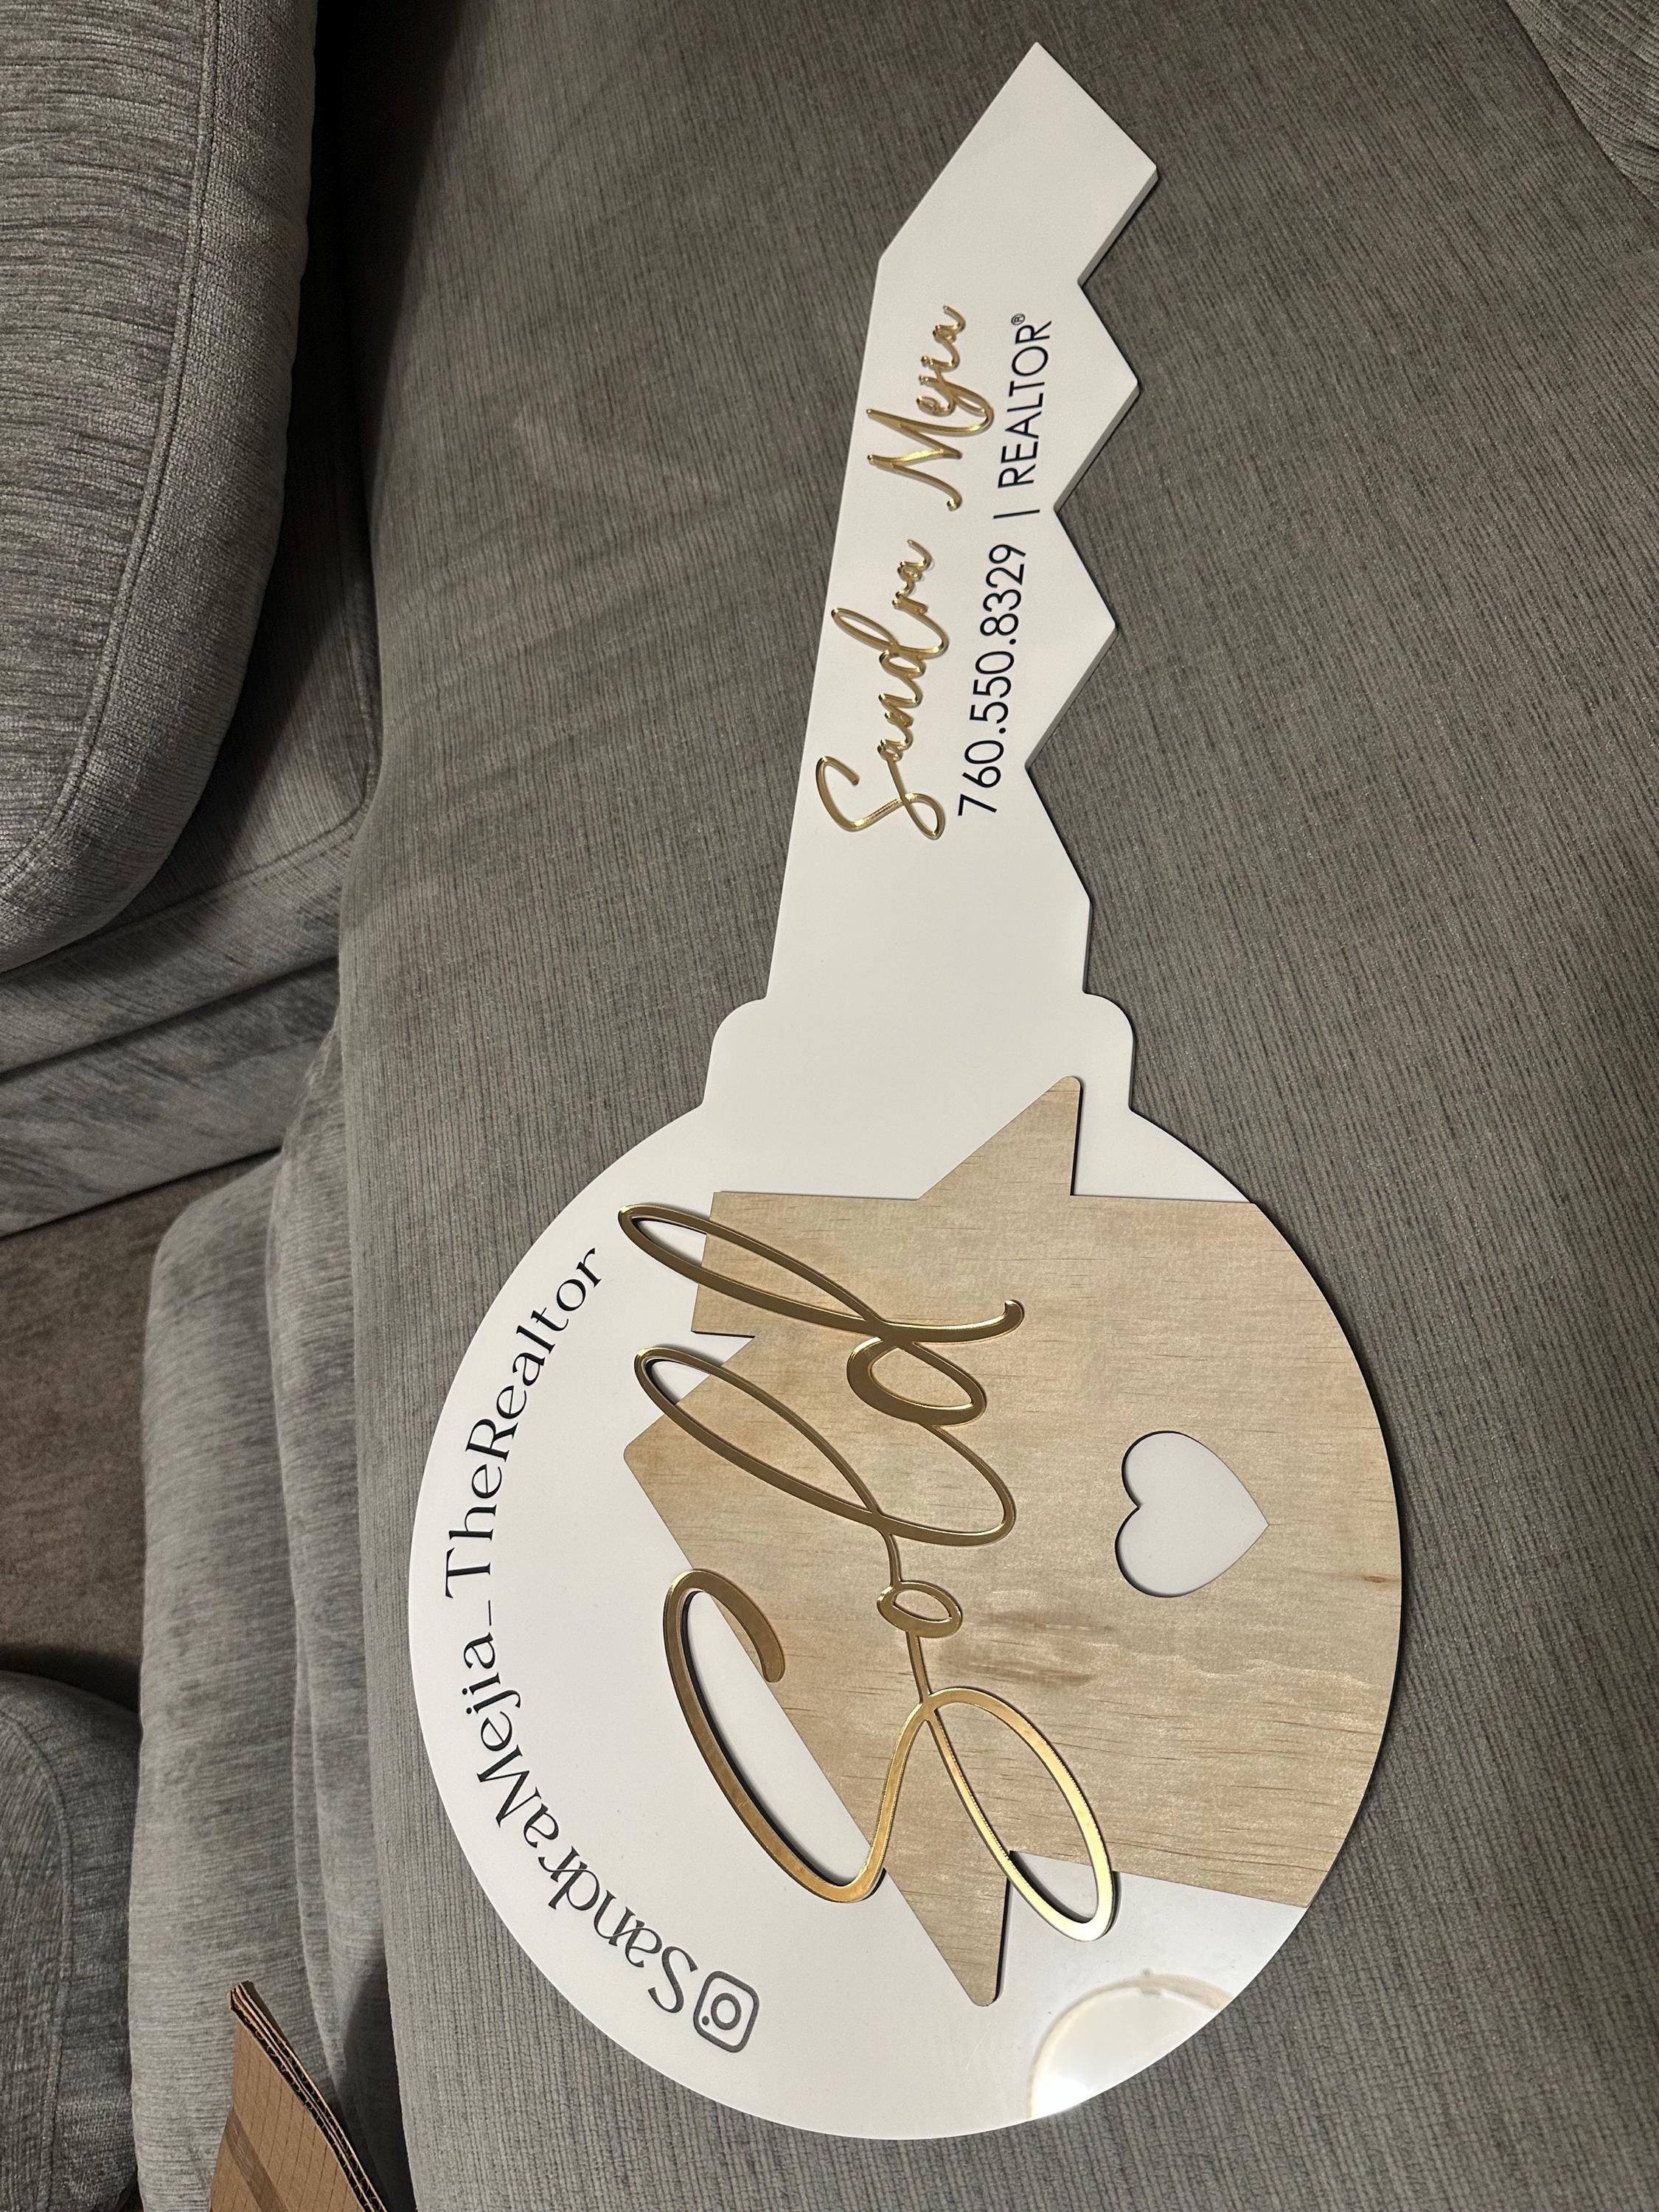 SandraMejia_TheRealtor
Sold
Sandra Mejia
760.550.8329 | REALTOR®